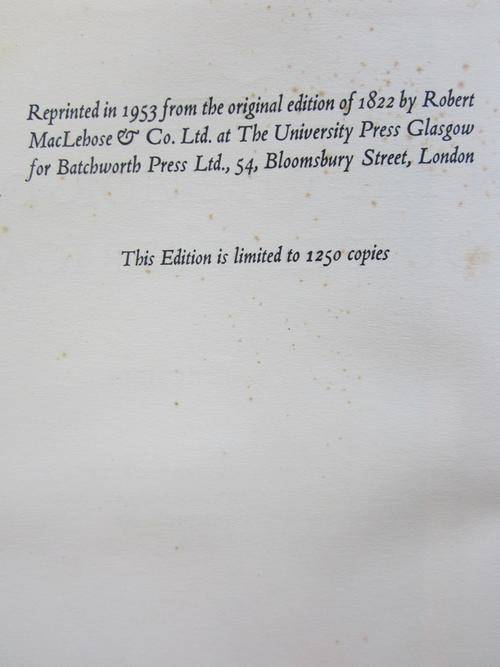 Reprinted in 1953 from the original edition of 1822 by Robert
MacLehose & Co. Ltd. at The University Press Glasgow
for Batchworth Press Ltd., 54, Bloomsbury Street, London
This Edition is limited to 1250 copies